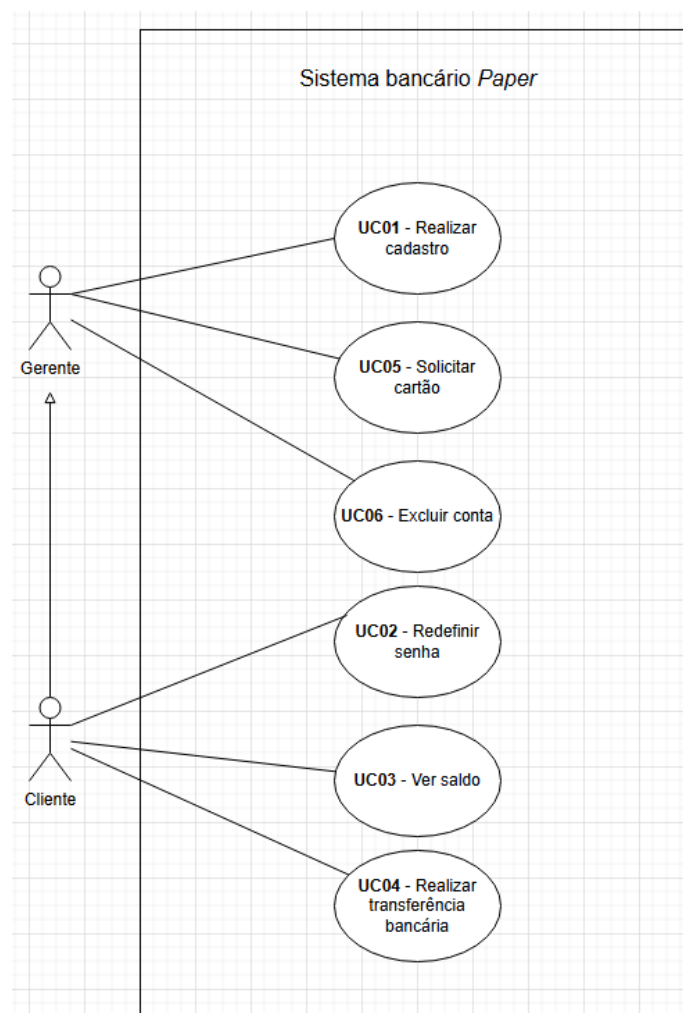 Sistema bancário Paper
UC01 - Realizar
cadastro
Gerente
UC05 - Solicitar
cartão
UC06 - Excluir conta
UC02 - Redefinir
senha
Cliente
UC03 - Ver saldo
UC04 - Realizar
transferência
bancária